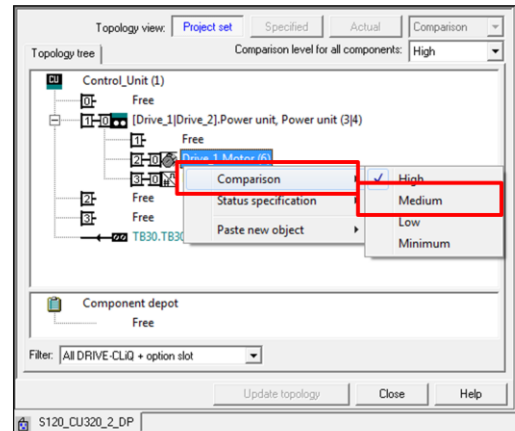 Topology view: Project set Specified Actual Comparison
Topology tree Comparison level for all components: High
CU Control_Unit (1)
0 Free
1 0 [Drive_1|Drive_2].Power unit, Power unit (3|4)
1 Free
2 0 Drive_1.Motor (6)
3 0 Comparison High
2 Free Status specification Medium
3 Free Low
TB30.TB30 Paste new object Minimum
Component depot
Free
Filter: All DRIVE-CLiQ + option slot
Update topology Close Help
S120_CU320_2_DP